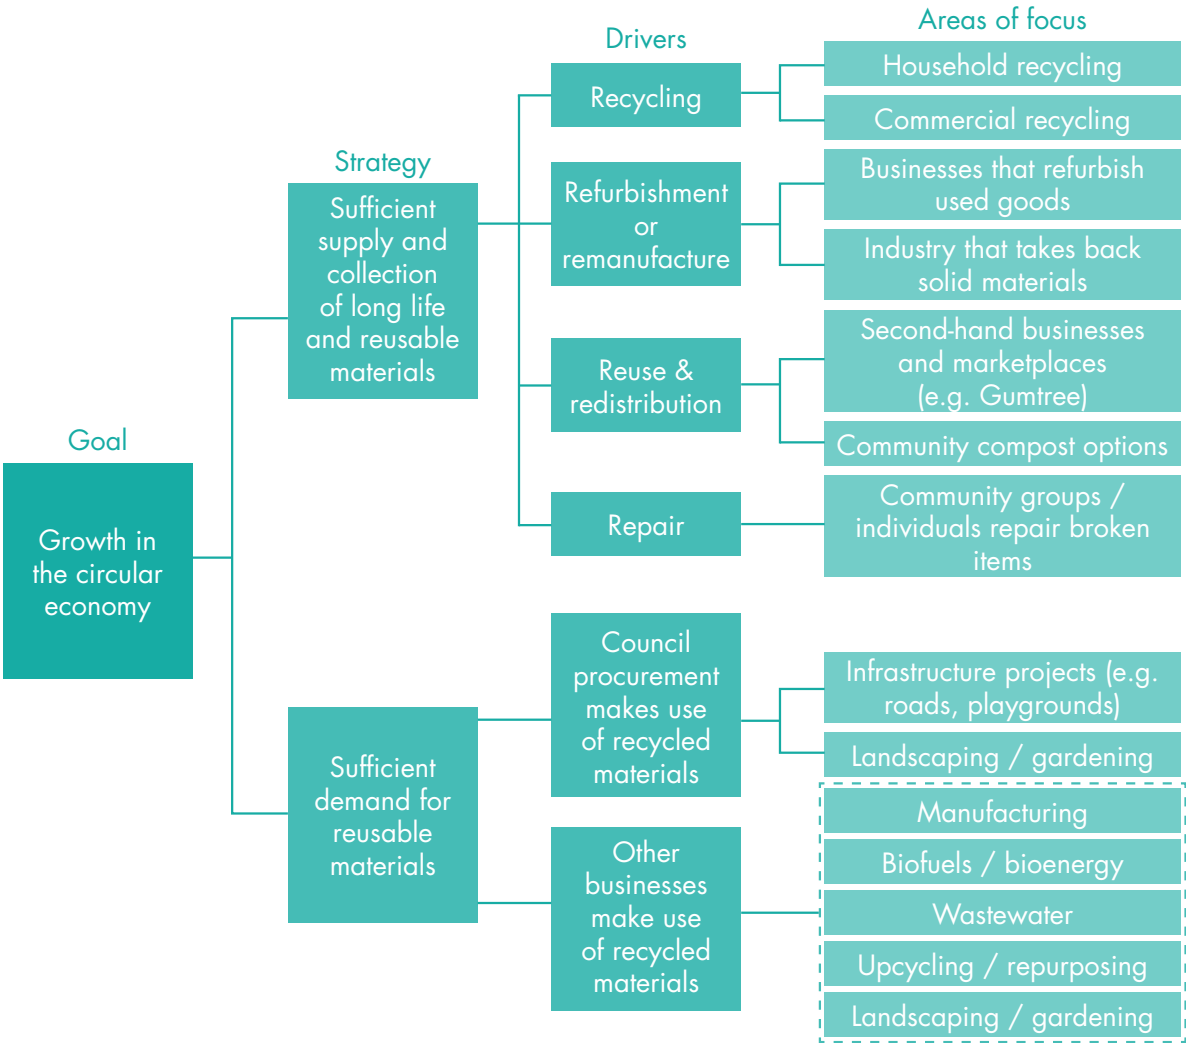 Goal
Growth in
the circular
economy
Strategy
Sufficient
supply and
collection
of long life
and reusable
materials
Sufficient
demand for
reusable
materials
Drivers
Recycling
Refurbishment
or
remanufacture
Reuse &
redistribution
Repair
Council
procurement
makes use
of recycled
materials
Other
businesses
make use
of recycled
materials
Areas of focus
Household recycling
Commercial recycling
Businesses that refurbish
used goods
Industry that takes back
solid materials
Second-hand businesses
and marketplaces
(e.g. Gumtree)
Community compost options
Community groups /
individuals repair broken
items
Infrastructure projects (e.g.
roads, playgrounds)
Landscaping / gardening
Manufacturing
Biofuels / bioenergy
Wastewater
Upcycling / repurposing
Landscaping / gardening